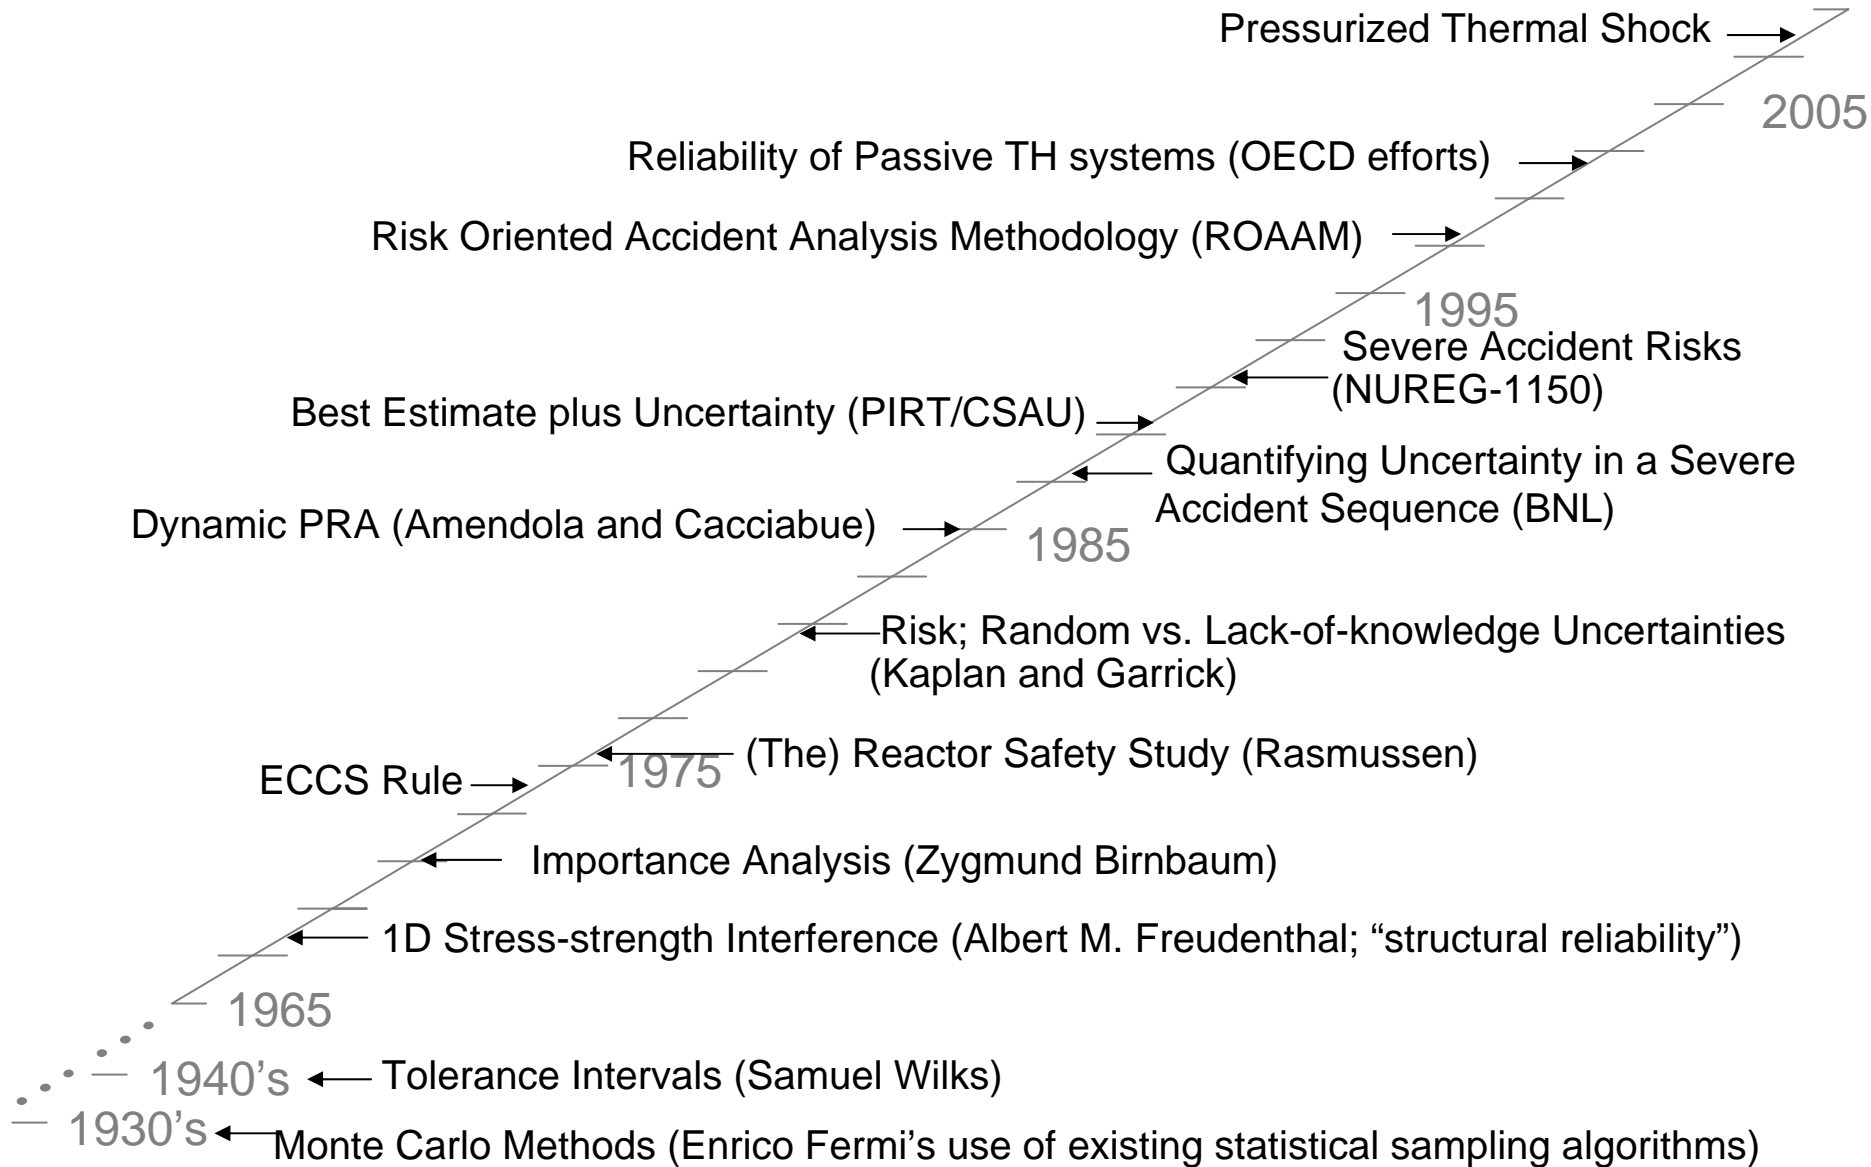 Pressurized Thermal Shock
2005
Reliability of Passive TH systems (OECD efforts)
Risk Oriented Accident Analysis Methodology (ROAAM)
1995
Severe Accident Risks
(NUREG-1150)
Best Estimate plus Uncertainty (PIRT/CSAU)
Quantifying Uncertainty in a Severe
Accident Sequence (BNL)
Dynamic PRA (Amendola and Cacciabue)
1985
Risk; Random vs. Lack-of-knowledge Uncertainties
(Kaplan and Garrick)
(The) Reactor Safety Study (Rasmussen)
1975
ECCS Rule
Importance Analysis (Zygmund Birnbaum)
1D Stress-strength Interference (Albert M. Freudenthal; “structural reliability”)
1965
1940’s
Tolerance Intervals (Samuel Wilks)
1930’s
Monte Carlo Methods (Enrico Fermi’s use of existing statistical sampling algorithms)